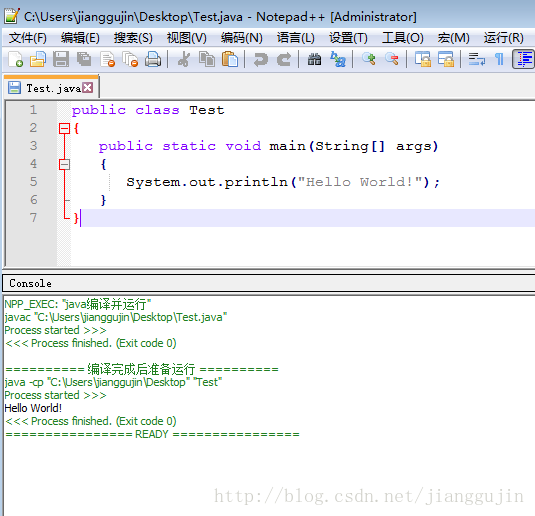 C:\Users\jianggujin\Desktop\Test.java - Notepad++ [Administrator]
文件(F) 编辑(E) 搜索(S) 视图(V) 编码(N) 语言(L) 设置(T) 工具(O) 宏(M) 运行(R)
Test.java
1 public class Test
2 {
3 public static void main(String[] args)
4 {
5 System.out.println("Hello World!");
6 }
7 }
Console
NPP_EXEC: "java编译并运行"
javac "C:\Users\jianggujin\Desktop\Test.java"
Process started >>>
<<< Process finished. (Exit code 0)
========== 编译完成后准备运行 ==========
java -cp "C:\Users\jianggujin\Desktop" "Test"
Process started >>>
Hello World!
<<< Process finished. (Exit code 0)
================ READY ================
http://blog.csdn.net/jianggujin